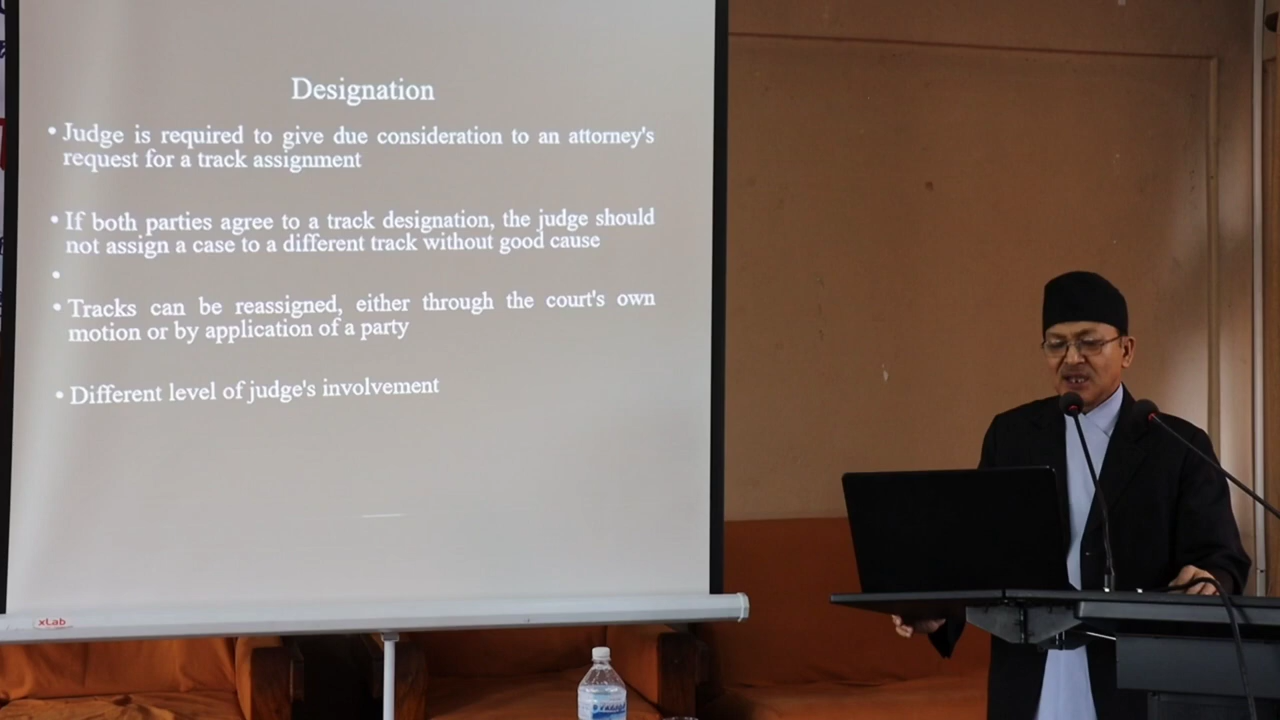 Designation
• Judge is required to give due consideration to an attorney's
request for a track assignment
• If both parties agree to a track designation, the judge should
not assign a case to a different track without good cause
•
• Tracks can be reassigned, either through the court's own
motion or by application of a party
• Different level of judge's involvement
xLab